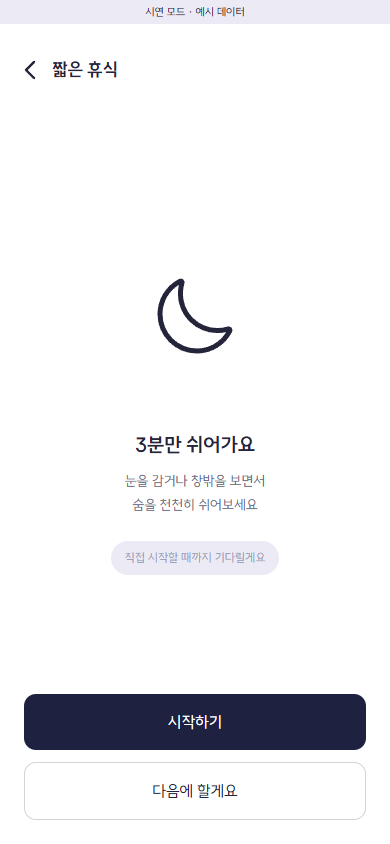 시연 모드 · 예시 데이터
짧은 휴식
3분만 쉬어가요
눈을 감거나 창밖을 보면서
숨을 천천히 쉬어보세요
직접 시작할 때까지 기다릴게요
시작하기
다음에 할게요